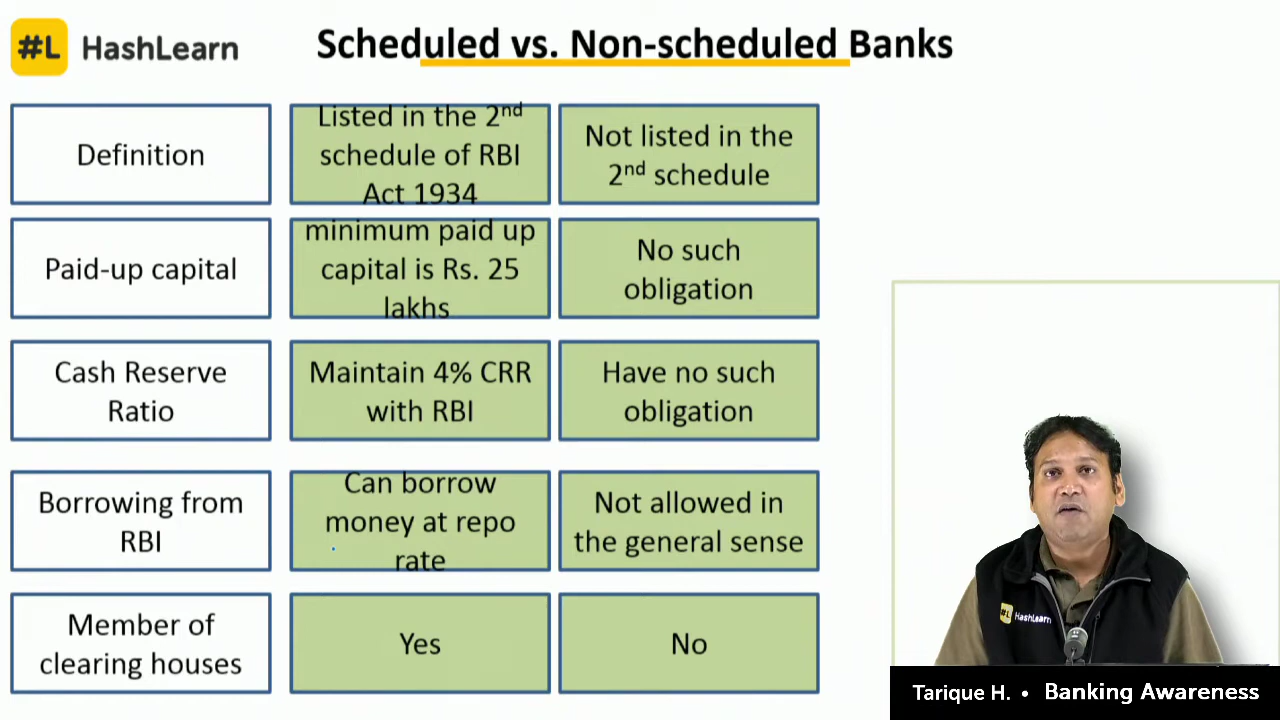 #L HashLearn
Scheduled vs. Non-scheduled Banks
Definition
Listed in the 2nd
schedule of RBI
Act 1934
Not listed in the
2nd schedule
Paid-up capital
minimum paid up
capital is Rs. 25
lakhs
No such
obligation
Cash Reserve
Ratio
Maintain 4% CRR
with RBI
Have no such
obligation
Borrowing from
RBI
Can borrow
money at repo
rate
Not allowed in
the general sense
Member of
clearing houses
Yes
No
#L HashLearn
Tarique H. • Banking Awareness